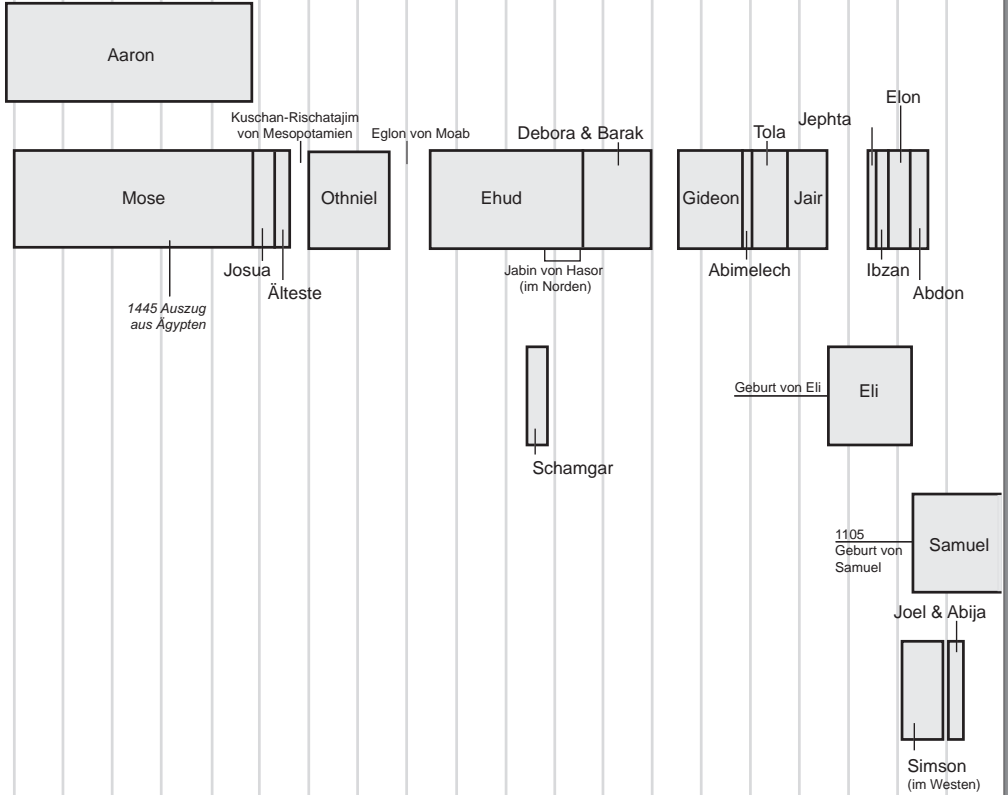 Aaron
Kuschan-Rischatajim
von Mesopotamien
Eglon von Moab
Debora & Barak
Tola
Jephta
Elon
Mose
Othniel
Ehud
Gideon
Jair
Josua
Älteste
1445 Auszug
aus Ägypten
Jabin von Hasor
(im Norden)
Abimelech
Ibzan
Abdon
Geburt von Eli
Eli
Schamgar
1105
Geburt von
Samuel
Samuel
Joel & Abija
Simson
(im Westen)